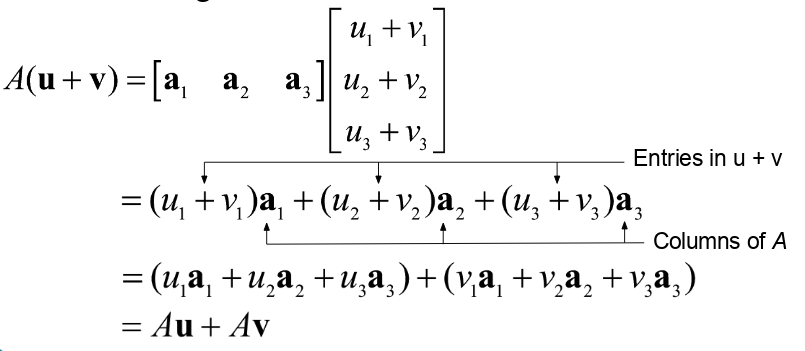 u₁ + v₁
A(u + v) = [a₁ a₂ a₃] u₂ + v₂
u₃ + v₃
Entries in u + v
= (u₁ + v₁)a₁ + (u₂ + v₂)a₂ + (u₃ + v₃)a₃
Columns of A
= (u₁a₁ + u₂a₂ + u₃a₃) + (v₁a₁ + v₂a₂ + v₃a₃)
= Au + Av